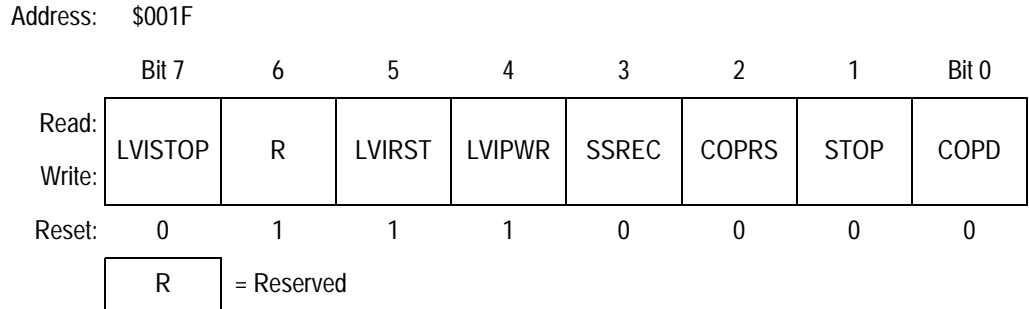 Address: $001F
Bit 7 6 5 4 3 2 1 Bit 0
Read:
LVISTOP R LVIRST LVIPWR SSREC COPRS STOP COPD
Write:
Reset: 0 1 1 1 0 0 0 0
R = Reserved